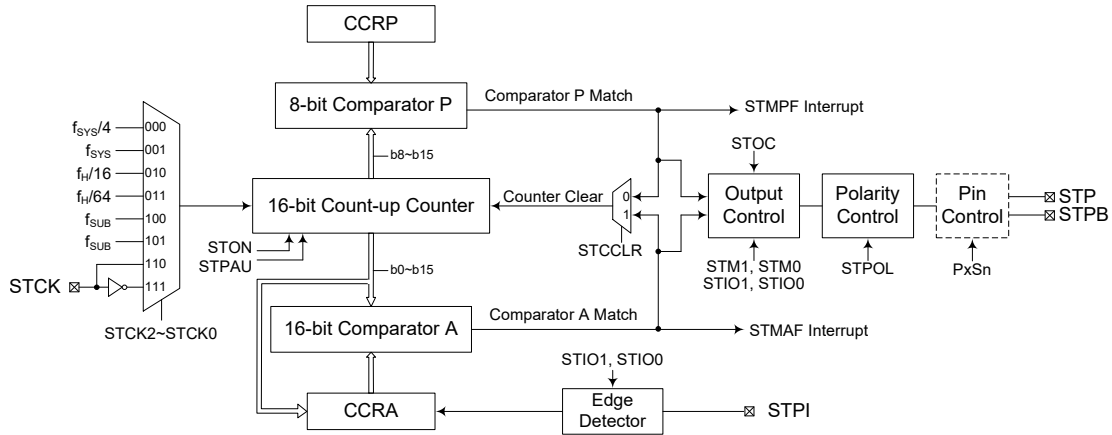 CCRP
8-bit Comparator P
Comparator P Match
STMPF Interrupt
b8~b15
fSYS/4
000
fSYS
001
fH/16
010
fH/64
011
fSUB
100
fSUB
101
110
111
STCK
STCK2~STCK0
16-bit Count-up Counter
STON
STPAU
Counter Clear
0
1
STCCLR
STOC
Output
Control
STM1, STM0
STIO1, STIO0
Polarity
Control
STPOL
Pin
Control
PxSn
STP
STPB
b0~b15
16-bit Comparator A
Comparator A Match
STMAF Interrupt
STIO1, STIO0
CCRA
Edge
Detector
STPI